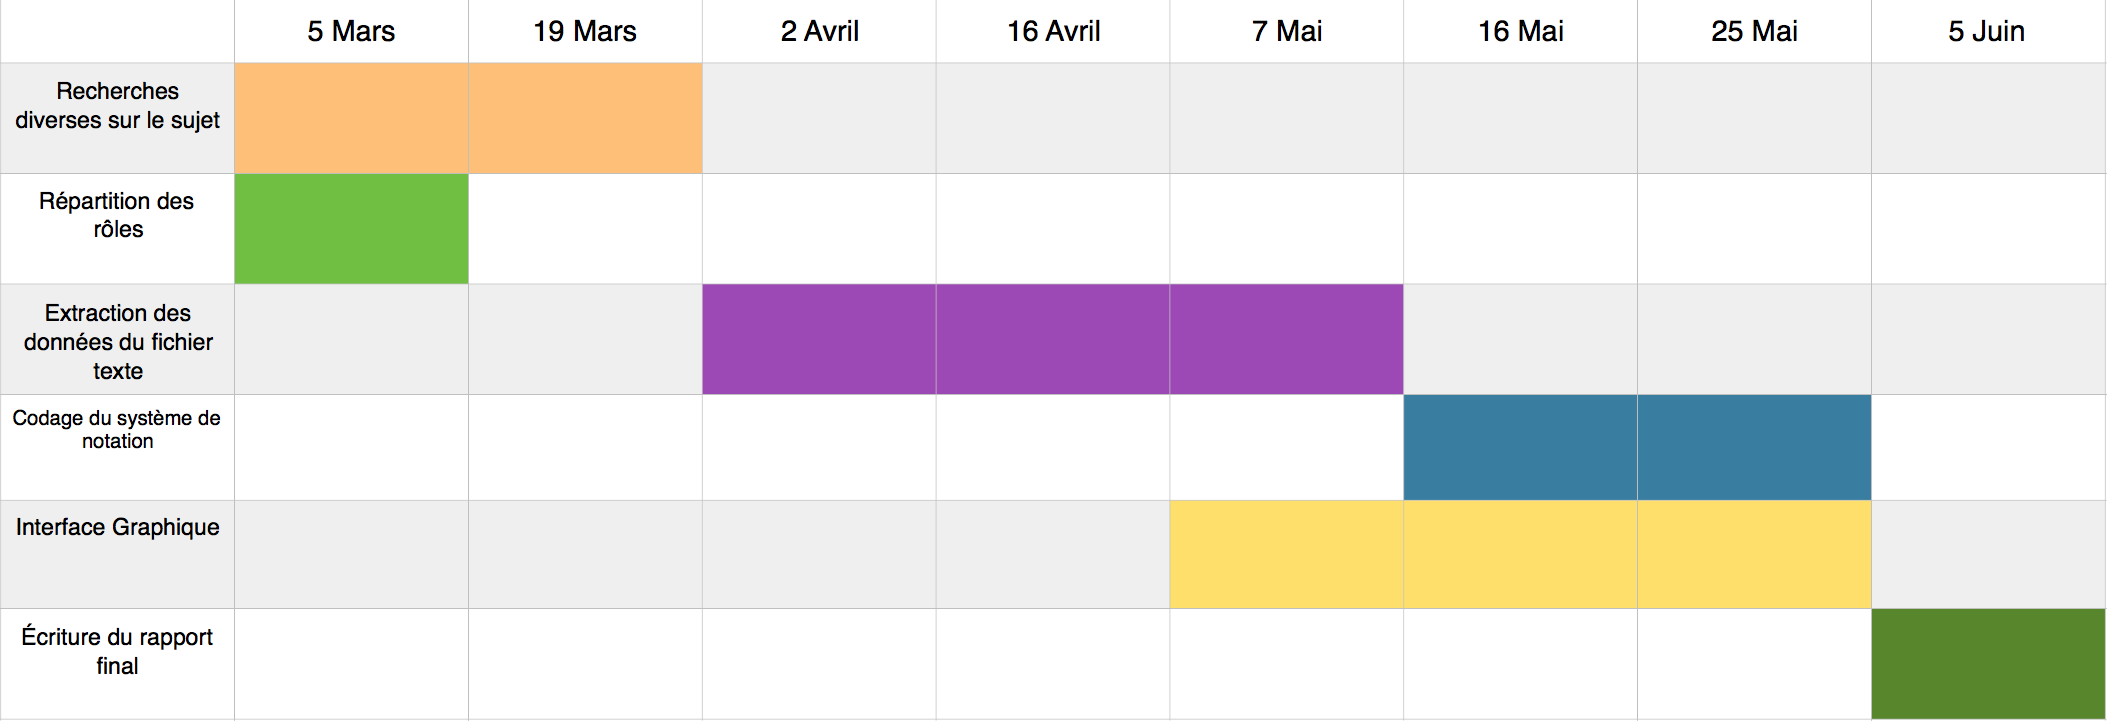 5 Mars
19 Mars
2 Avril
16 Avril
7 Mai
16 Mai
25 Mai
5 Juin
Recherches
diverses sur le sujet
Répartition des
rôles
Extraction des
données du fichier
texte
Codage du système de
notation
Interface Graphique
Écriture du rapport
final